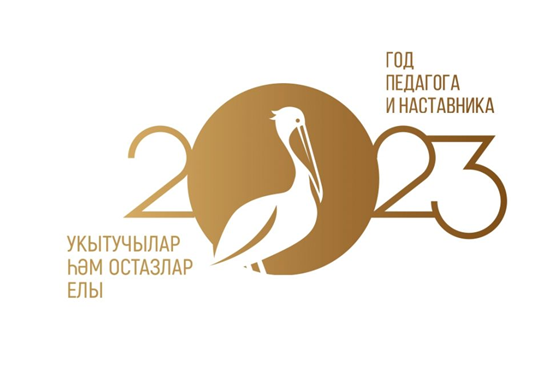 ГОД
ПЕДАГОГА
И НАСТАВНИКА
2023
УКЫТУЧЫЛАР
ҺӘМ ОСТАЗЛАР
ЕЛЫ